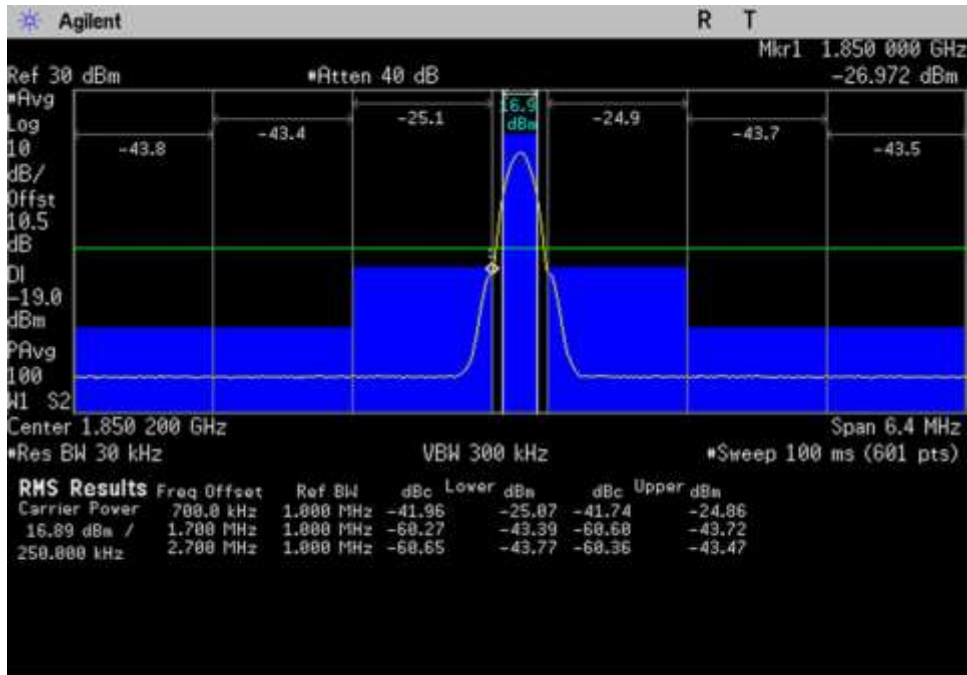 Agilent R T
Mkr1 1.850 000 GHz
Ref 30 dBm #Atten 40 dB -26.972 dBm
#Avg
Log
10
dB/
Offst
10.5
dB
DI
-19.0
dBm
PAvg
100
W1 S2
-43.8
-43.4
-25.1
16.9
dBm
-24.9
-43.7
-43.5
Center 1.850 200 GHz Span 6.4 MHz
#Res BW 30 kHz VBW 300 kHz #Sweep 100 ms (601 pts)
RMS Results Freq Offset Ref BW dBc Lower dBm dBc Upper dBm
Carrier Power 700.0 kHz 1.000 MHz -41.96 -25.07 -41.74 -24.86
16.89 dBm / 1.700 MHz 1.000 MHz -60.27 -43.39 -60.60 -43.72
250.000 kHz 2.700 MHz 1.000 MHz -60.65 -43.77 -60.36 -43.47